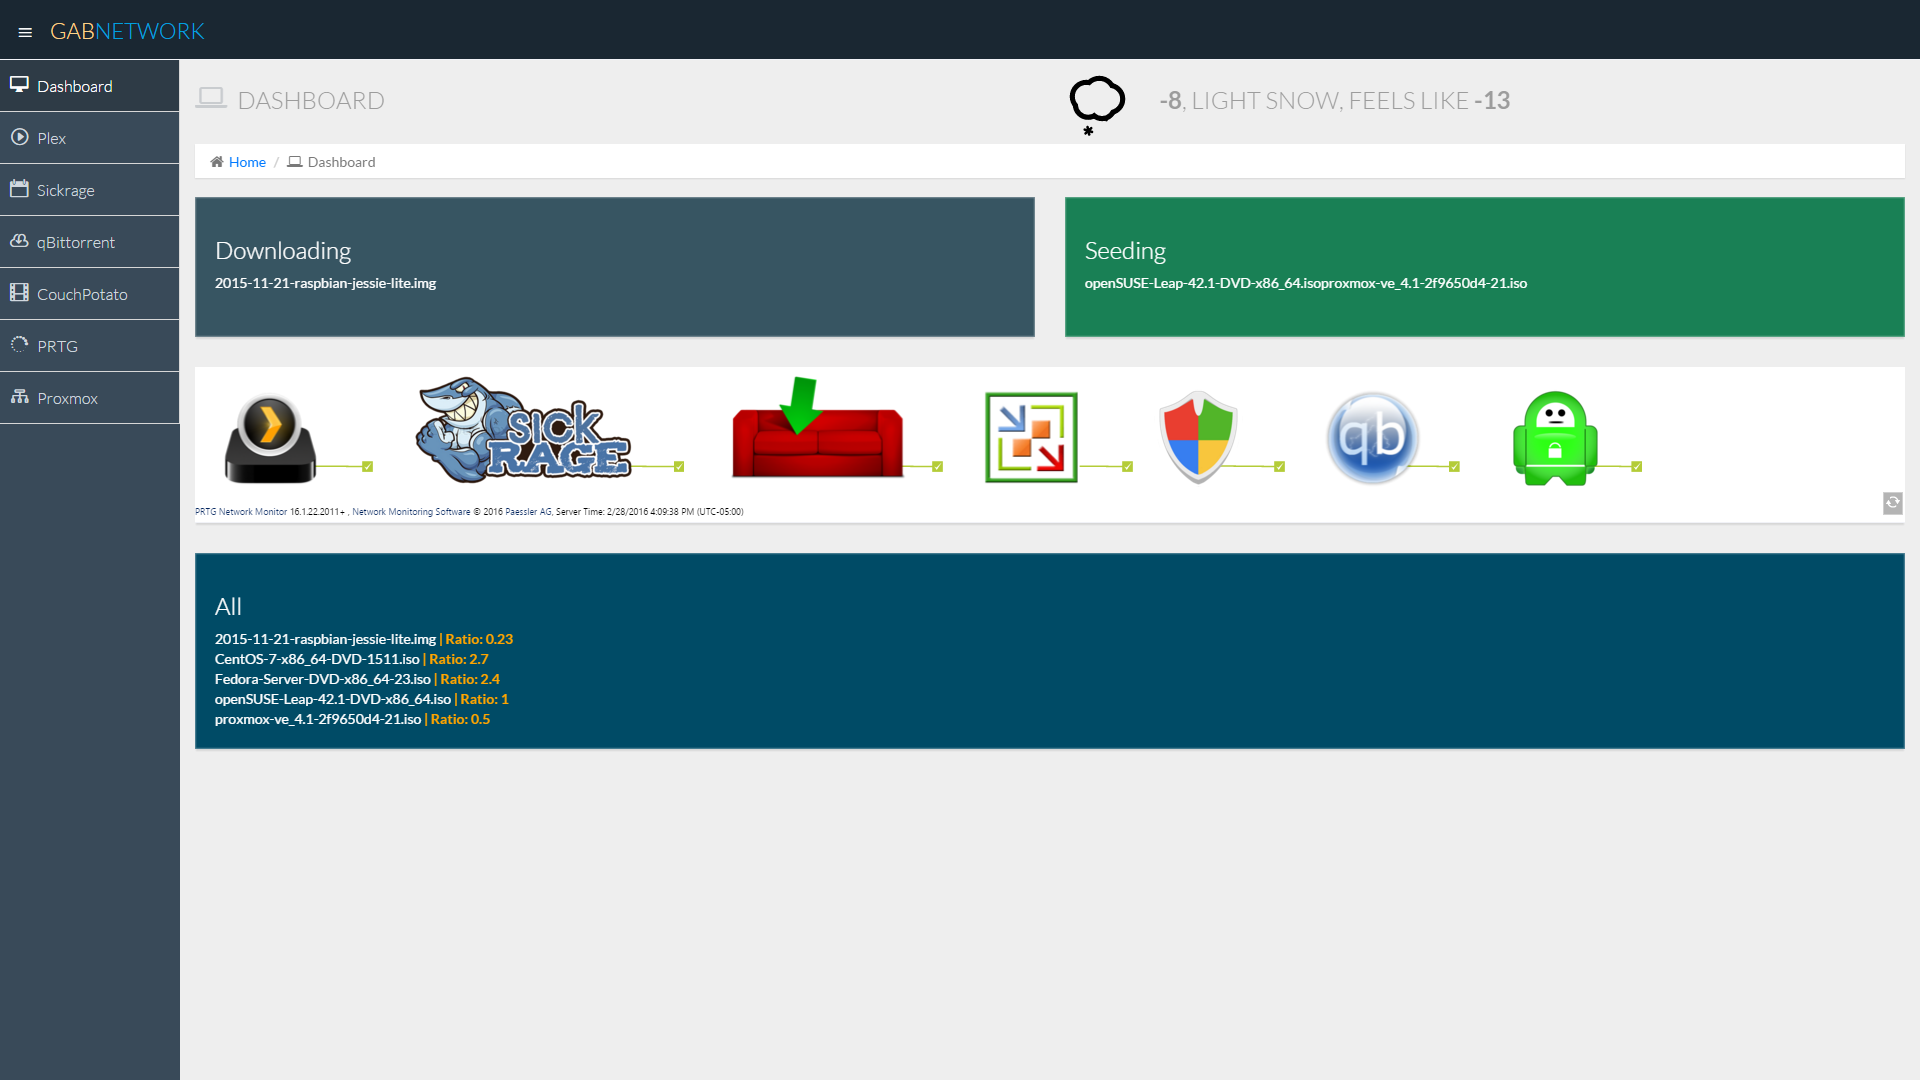 GABNETWORK
Dashboard
Plex
Sickrage
qBittorrent
CouchPotato
PRTG
Proxmox
DASHBOARD
-8, LIGHT SNOW, FEELS LIKE -13
Home / Dashboard
Downloading
2015-11-21-raspbian-jessie-lite.img
Seeding
openSUSE-Leap-42.1-DVD-x86_64.isoproxmox-ve_4.1-2f9650d4-21.iso
SICK
RAGE
qb
PRTG Network Monitor 16.1.22.2011+ , Network Monitoring Software © 2016 Paessler AG, Server Time: 2/28/2016 4:09:38 PM (UTC-05:00)
All
2015-11-21-raspbian-jessie-lite.img | Ratio: 0.23
CentOS-7-x86_64-DVD-1511.iso | Ratio: 2.7
Fedora-Server-DVD-x86_64-23.iso | Ratio: 2.4
openSUSE-Leap-42.1-DVD-x86_64.iso | Ratio: 1
proxmox-ve_4.1-2f9650d4-21.iso | Ratio: 0.5